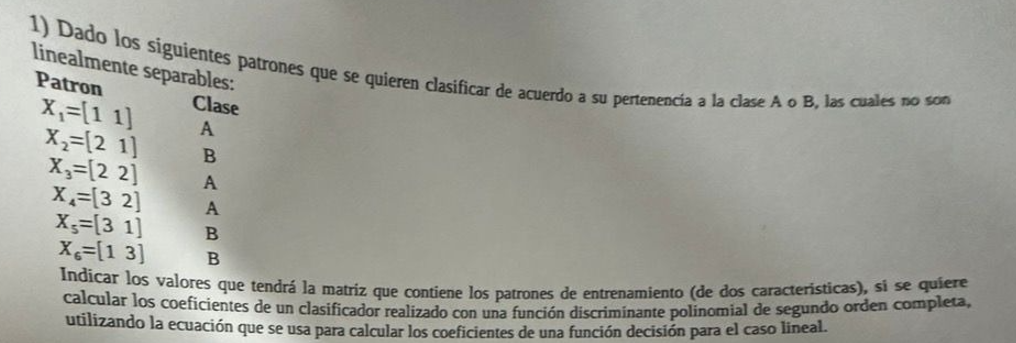 1) Dado los siguientes patrones que se quieren clasificar de acuerdo a su pertenencia a la clase A o B, las cuales no son
linealmente separables:
Patron Clase
X₁=[1 1] A
X₂=[2 1] B
X₃=[2 2] A
X₄=[3 2] A
X₅=[3 1] B
X₆=[1 3] B
Indicar los valores que tendrá la matriz que contiene los patrones de entrenamiento (de dos caracteristicas), si se quiere
calcular los coeficientes de un clasificador realizado con una función discriminante polinomial de segundo orden completa,
utilizando la ecuación que se usa para calcular los coeficientes de una función decisión para el caso lineal.